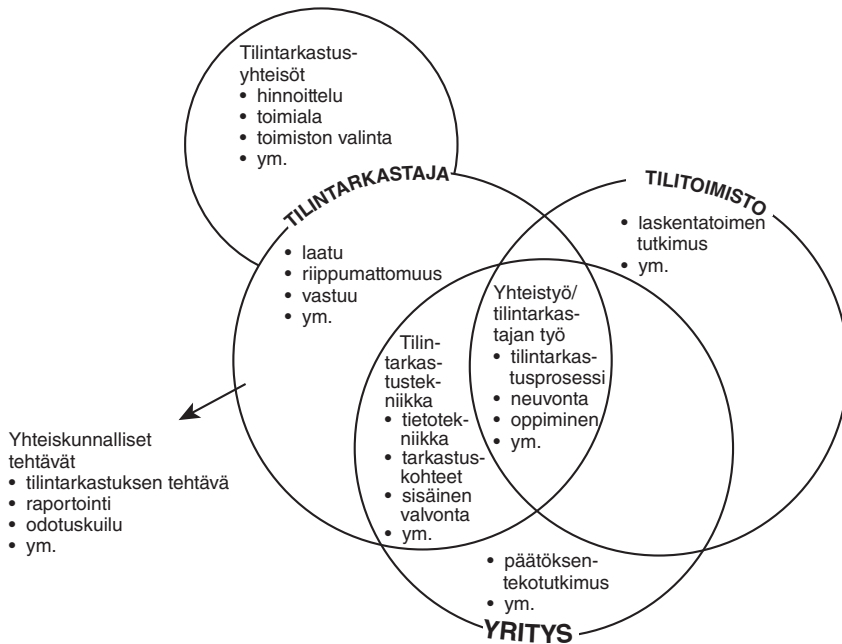 Tilintarkastus-
yhteisöt
• hinnoittelu
• toimiala
• toimiston valinta
• ym.
TILINTARKASTAJA
• laatu
• riippumattomuus
• vastuu
• ym.
TILITOIMISTO
• laskentatoimen
tutkimus
• ym.
Yhteistyö/
tilintarkas-
tajan työ
• tilintarkas-
tusprosessi
• neuvonta
• oppiminen
• ym.
Tilin-
tarkas-
tustek-
niikka
• tietotek-
niikka
• tarkastus-
kohteet
• sisäinen
valvonta
• ym.
Yhteiskunnalliset
tehtävät
• tilintarkastuksen tehtävä
• raportointi
• odotuskuilu
• ym.
• päätöksen-
tekotutkimus
• ym.
YRITYS